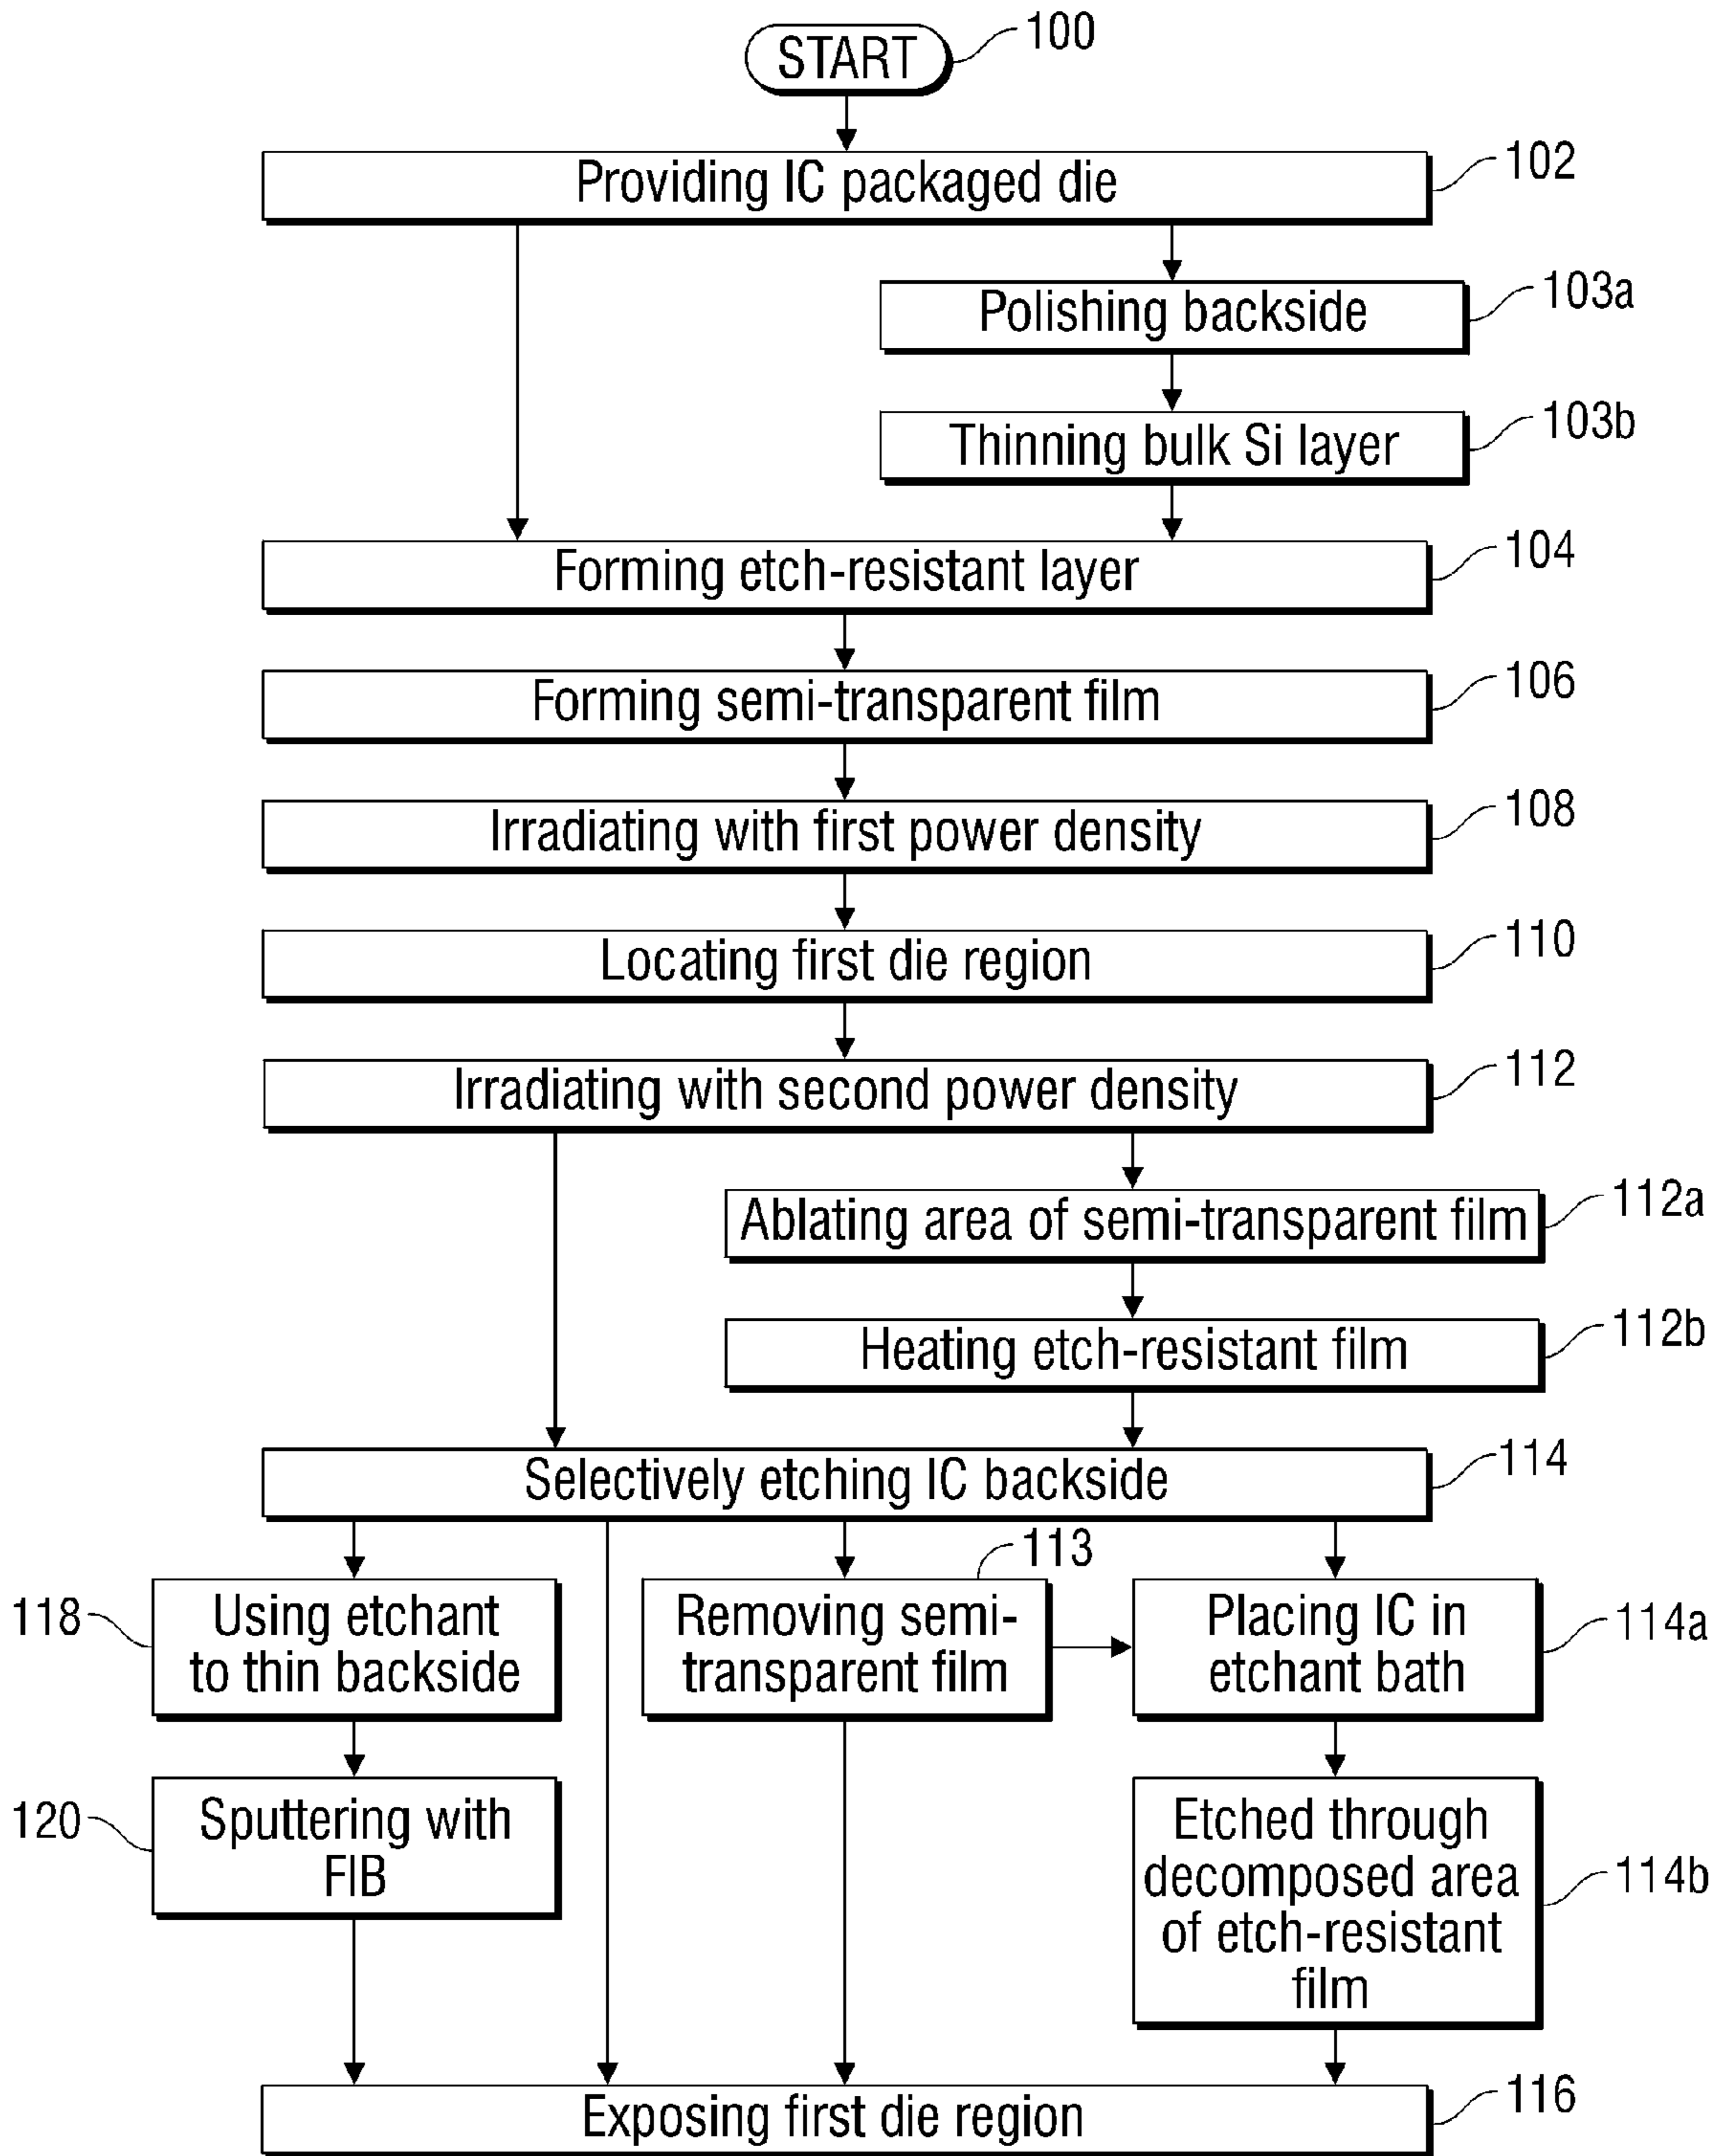 START
100
Providing IC packaged die
102
Polishing backside
103a
Thinning bulk Si layer
103b
Forming etch-resistant layer
104
Forming semi-transparent film
106
Irradiating with first power density
108
Locating first die region
110
Irradiating with second power density
112
Ablating area of semi-transparent film
112a
Heating etch-resistant film
112b
Selectively etching IC backside
114
113
118
Using etchant
to thin backside
Removing semi-
transparent film
Placing IC in
etchant bath
114a
120
Sputtering with
FIB
Etched through
decomposed area
of etch-resistant
film
114b
Exposing first die region
116